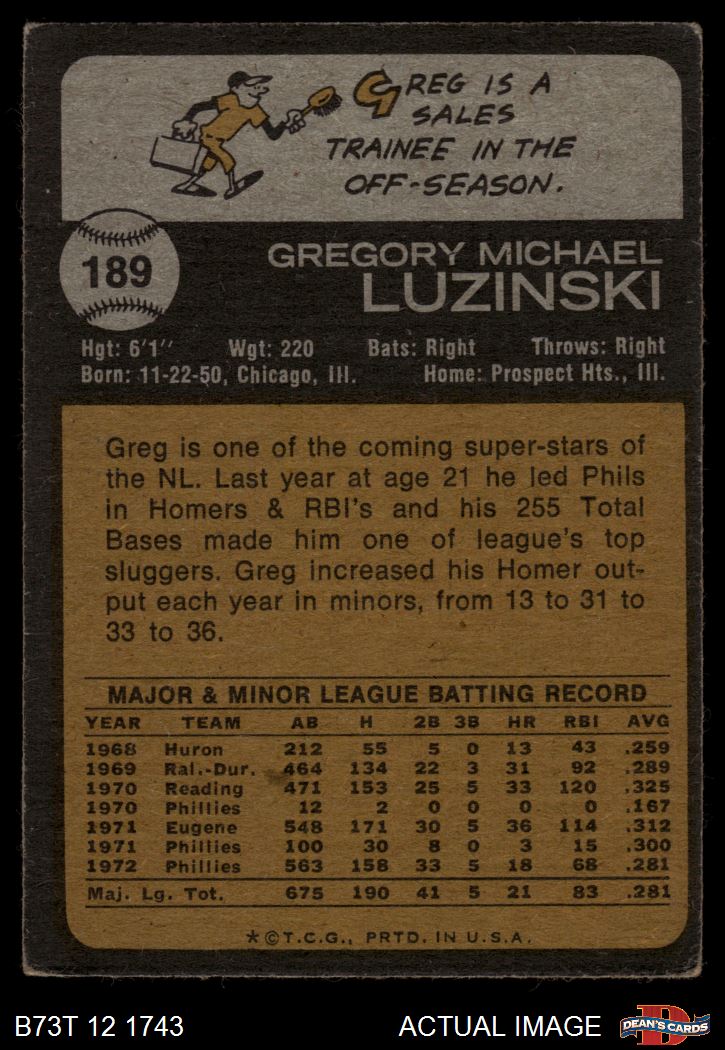 GREG IS A
SALES
TRAINEE IN THE
OFF-SEASON.
189
GREGORY MICHAEL
LUZINSKI
Hgt: 6'1'' Wgt: 220 Bats: Right Throws: Right
Born: 11-22-50, Chicago, Ill. Home: Prospect Hts., Ill.
Greg is one of the coming super-stars of
the NL. Last year at age 21 he led Phils
in Homers & RBI's and his 255 Total
Bases made him one of league's top
sluggers. Greg increased his Homer out-
put each year in minors, from 13 to 31 to
33 to 36.
MAJOR & MINOR LEAGUE BATTING RECORD
YEAR TEAM AB H 2B 3B HR RBI AVG
1968 Huron 212 55 5 0 13 43 .259
1969 Ral.-Dur. 464 134 22 3 31 92 .289
1970 Reading 471 153 25 5 33 120 .325
1970 Phillies 12 2 0 0 0 0 .167
1971 Eugene 548 171 30 5 36 114 .312
1971 Phillies 100 30 8 0 3 15 .300
1972 Phillies 563 158 33 5 18 68 .281
Maj. Lg. Tot. 675 190 41 5 21 83 .281
*©T.C.G., PRTD. IN U.S.A.
B73T 12 1743 ACTUAL IMAGE D DEAN'S CARDS